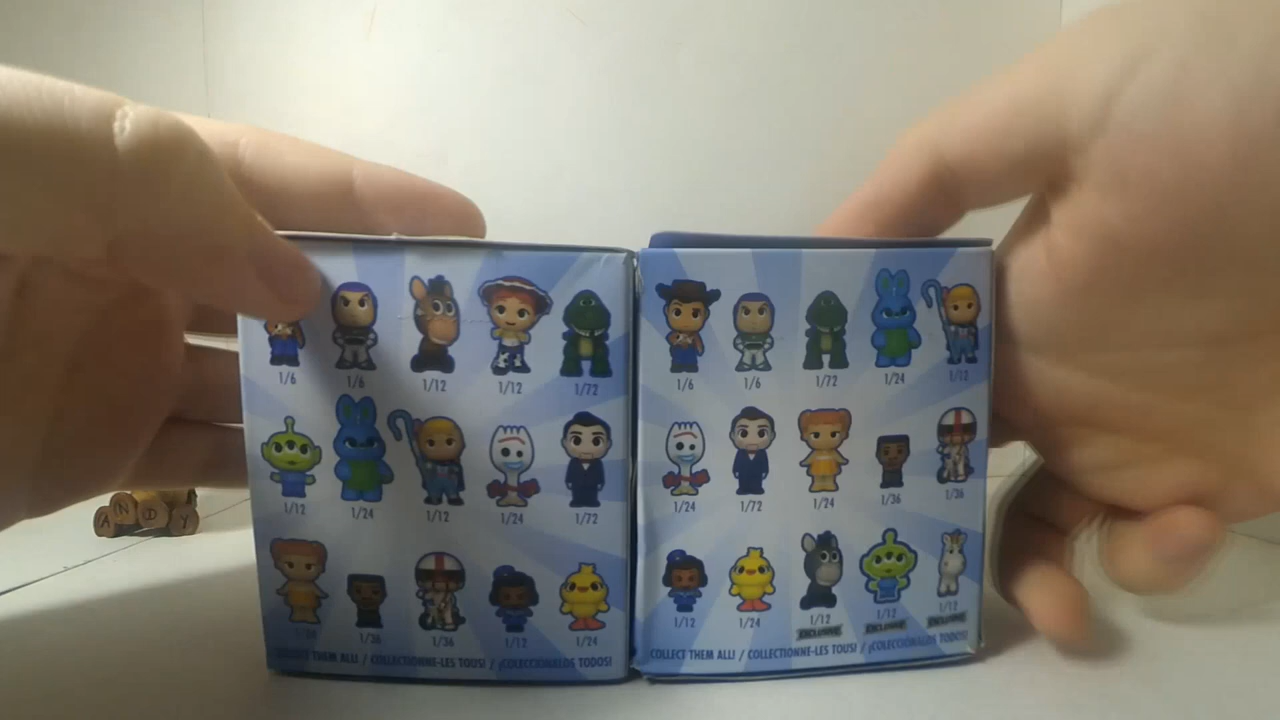 1/6 1/6 1/12 1/12 1/72
1/12 1/24 1/12 1/24 1/72
1/36 1/36 1/12 1/24
COLLECT THEM ALL! / COLLECTIONNE-LES TOUS! / ¡COLECCIÓNALOS TODOS!
1/6 1/6 1/72 1/24 1/12
1/24 1/72 1/24 1/36 1/36
1/12 1/24 1/12 1/12 1/12
EXCLUSIVE EXCLUSIVE EXCLUSIVE
COLLECT THEM ALL! / COLLECTIONNE-LES TOUS! / ¡COLECCIÓNALOS TODOS!
ANDY